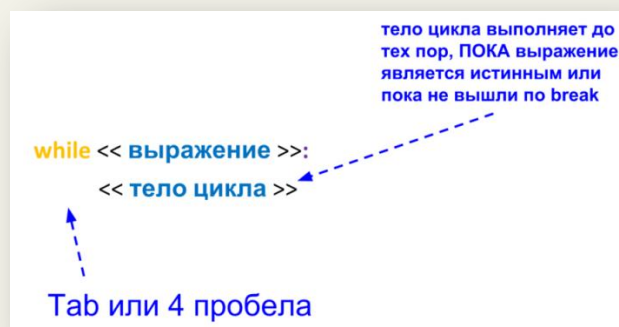 тело цикла выполняет до
тех пор, ПОКА выражение
является истинным или
пока не вышли по break
while << выражение >>:
<< тело цикла >>
Tab или 4 пробела